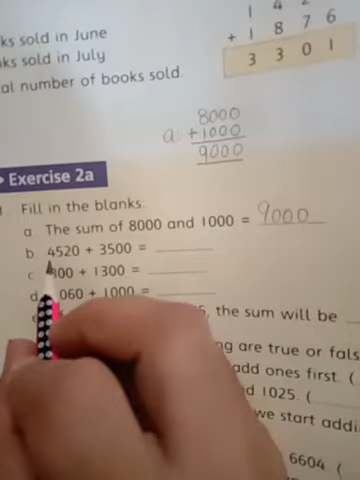 ks sold in June
ks sold in July
al number of books sold.
1 4
+ 1 8 7 6
3 3 0 1
8000
a +1000
9000
Exercise 2a
Fill in the blanks.
a The sum of 8000 and 1000 = 9000
b 4520 + 3500 =
c 800 + 1300 =
d 060 + 1000 =
, the sum will be
ng are true or fals
add ones first. (
d 1025. (
we start addi
6604. (